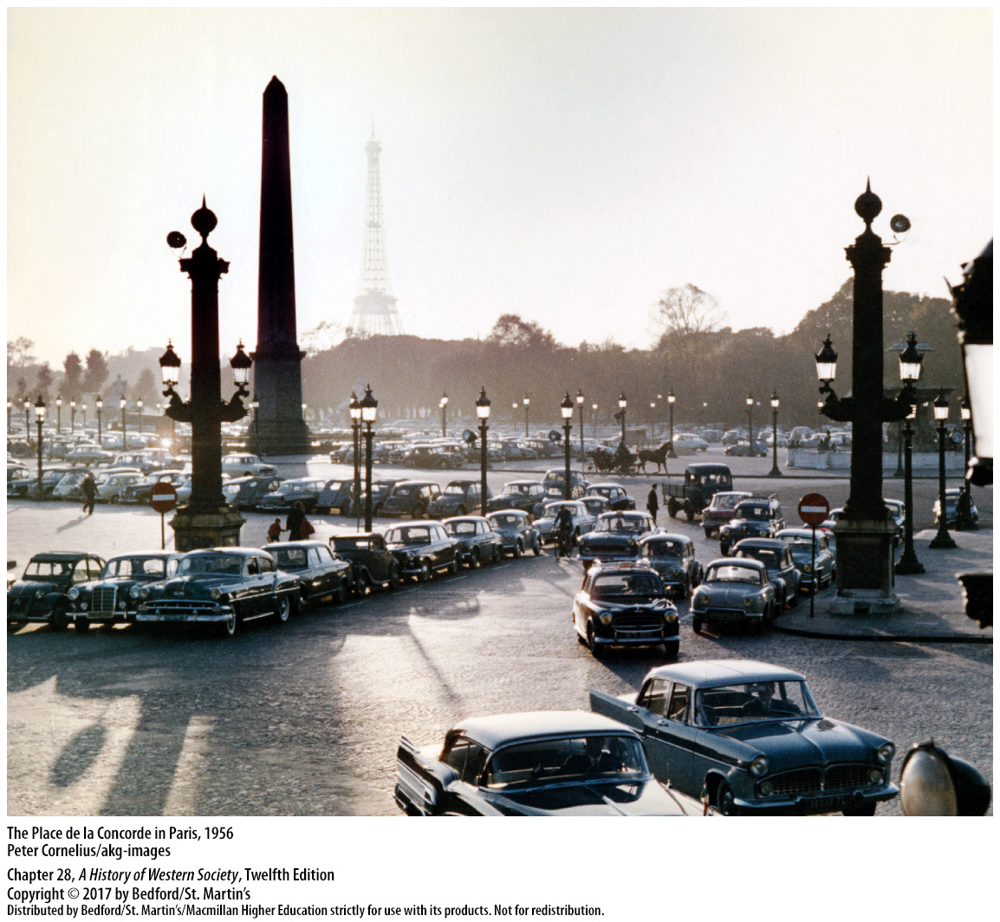 The Place de la Concorde in Paris, 1956
Peter Cornelius/akg-images
Chapter 28, A History of Western Society, Twelfth Edition
Copyright © 2017 by Bedford/St. Martin’s
Distributed by Bedford/St. Martin’s/Macmillan Higher Education strictly for use with its products. Not for redistribution.